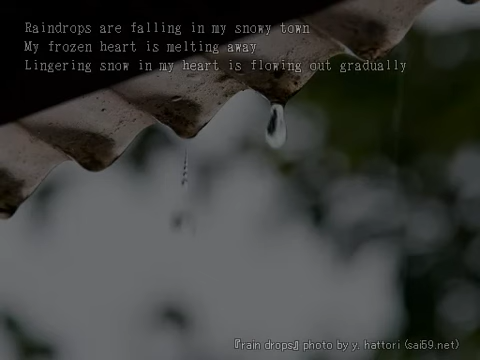 Raindrops are falling in my snowy town
My frozen heart is melting away
Lingering snow in my heart is flowing out gradually
『rain drops』 photo by y. hattori (sai59.net)